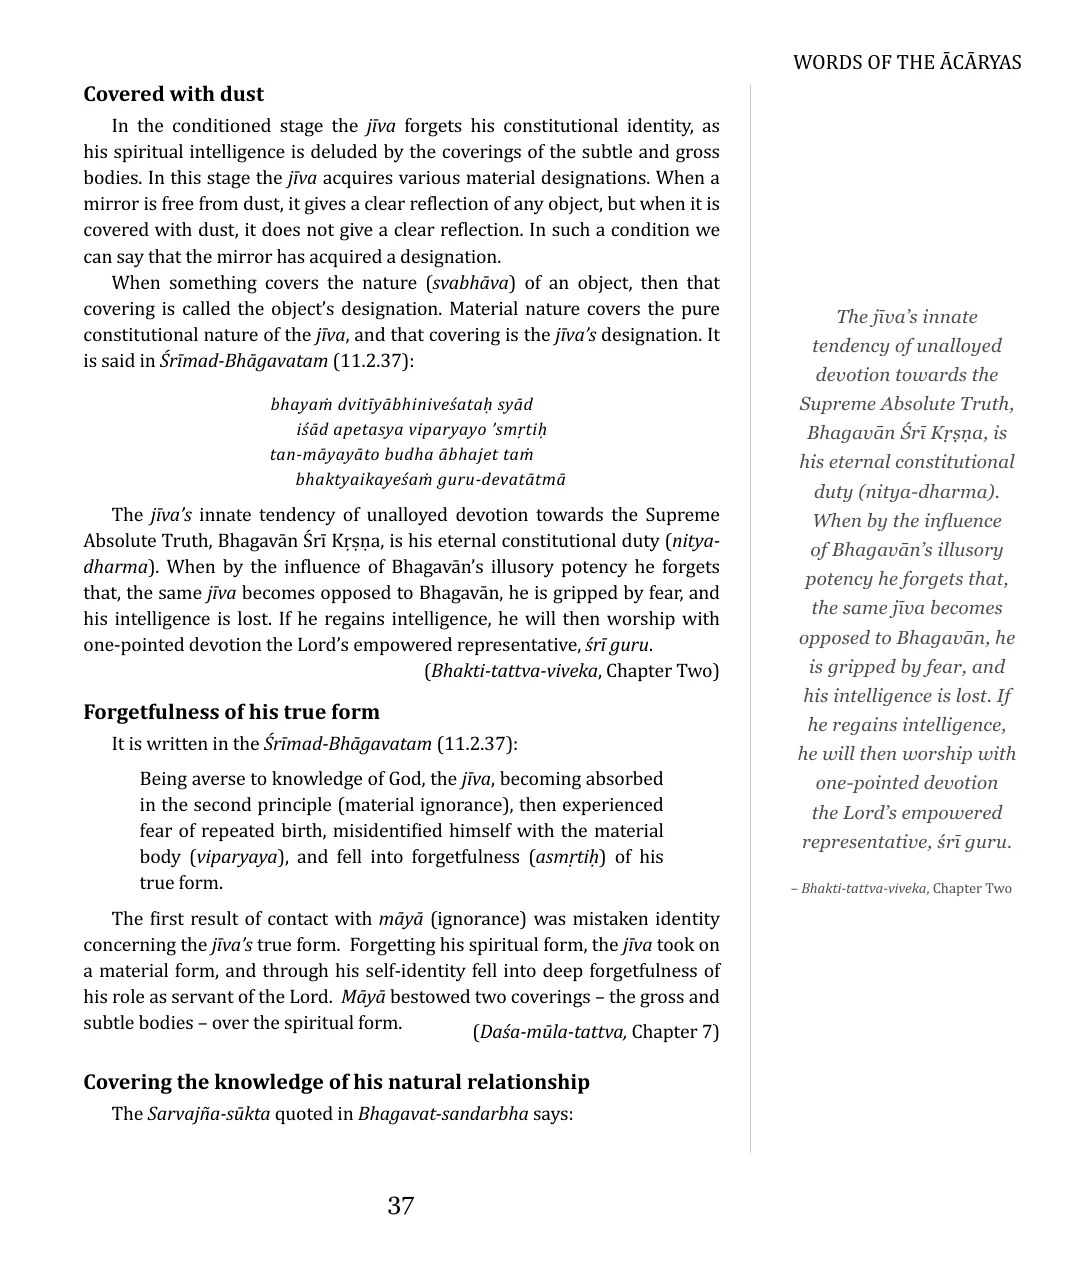 WORDS OF THE ĀCĀRYAS
Covered with dust
In the conditioned stage the jīva forgets his constitutional identity, as
his spiritual intelligence is deluded by the coverings of the subtle and gross
bodies. In this stage the jīva acquires various material designations. When a
mirror is free from dust, it gives a clear reflection of any object, but when it is
covered with dust, it does not give a clear reflection. In such a condition we
can say that the mirror has acquired a designation.
When something covers the nature (svabhāva) of an object, then that
covering is called the object’s designation. Material nature covers the pure
constitutional nature of the jīva, and that covering is the jīva’s designation. It
is said in Śrīmad-Bhāgavatam (11.2.37):
bhayaṁ dvitīyābhiniveśataḥ syād
iśād apetasya viparyayo ’smṛtiḥ
tan-māyayāto budha ābhajet taṁ
bhaktyaikayeśaṁ guru-devatātmā
The jīva’s innate tendency of unalloyed devotion towards the Supreme
Absolute Truth, Bhagavān Śrī Kṛṣṇa, is his eternal constitutional duty (nitya-
dharma). When by the influence of Bhagavān’s illusory potency he forgets
that, the same jīva becomes opposed to Bhagavān, he is gripped by fear, and
his intelligence is lost. If he regains intelligence, he will then worship with
one-pointed devotion the Lord’s empowered representative, śrī guru.
(Bhakti-tattva-viveka, Chapter Two)
Forgetfulness of his true form
It is written in the Śrīmad-Bhāgavatam (11.2.37):
Being averse to knowledge of God, the jīva, becoming absorbed
in the second principle (material ignorance), then experienced
fear of repeated birth, misidentified himself with the material
body (viparyaya), and fell into forgetfulness (asmṛtiḥ) of his
true form.
The first result of contact with māyā (ignorance) was mistaken identity
concerning the jīva’s true form.  Forgetting his spiritual form, the jīva took on
a material form, and through his self-identity fell into deep forgetfulness of
his role as servant of the Lord.  Māyā bestowed two coverings – the gross and
subtle bodies – over the spiritual form.
(Daśa-mūla-tattva, Chapter 7)
Covering the knowledge of his natural relationship
The Sarvajña-sūkta quoted in Bhagavat-sandarbha says:
The jīva’s innate
tendency of unalloyed
devotion towards the
Supreme Absolute Truth,
Bhagavān Śrī Kṛṣṇa, is
his eternal constitutional
duty (nitya-dharma).
When by the influence
of Bhagavān’s illusory
potency he forgets that,
the same jīva becomes
opposed to Bhagavān, he
is gripped by fear, and
his intelligence is lost. If
he regains intelligence,
he will then worship with
one-pointed devotion
the Lord’s empowered
representative, śrī guru.
– Bhakti-tattva-viveka, Chapter Two
37